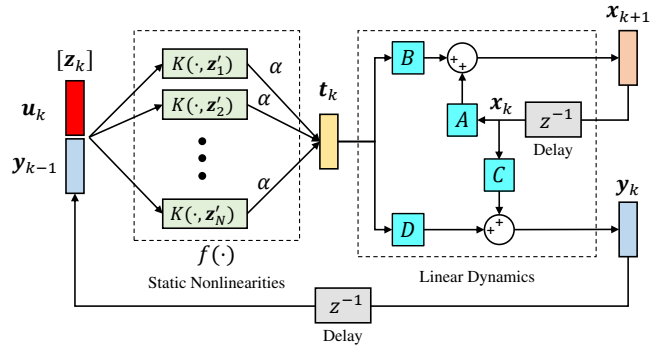 [z_k]
u_k
y_{k-1}
K(·, z'_1)
K(·, z'_2)
K(·, z'_N)
α
α
α
f(·)
Static Nonlinearities
t_k
B
+
+
A
x_k
z^{-1}
Delay
C
D
+
+
Linear Dynamics
x_{k+1}
y_k
z^{-1}
Delay